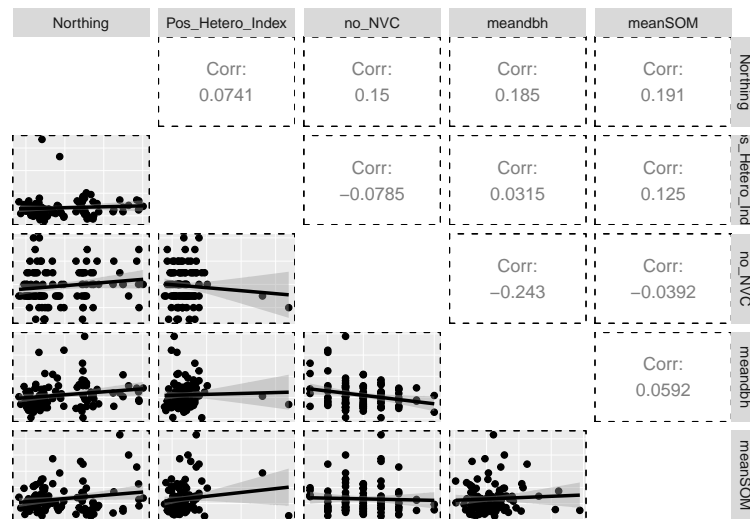 Northing Pos_Hetero_Index no_NVC meandbh meanSOM
Corr: Corr: Corr: Corr:
0.0741 0.15 0.185 0.191
Northing
Corr: Corr: Corr:
−0.0785 0.0315 0.125
s_Hetero_Ind
Corr: Corr:
−0.243 −0.0392
no_NVC
Corr:
0.0592
meandbh
meanSOM